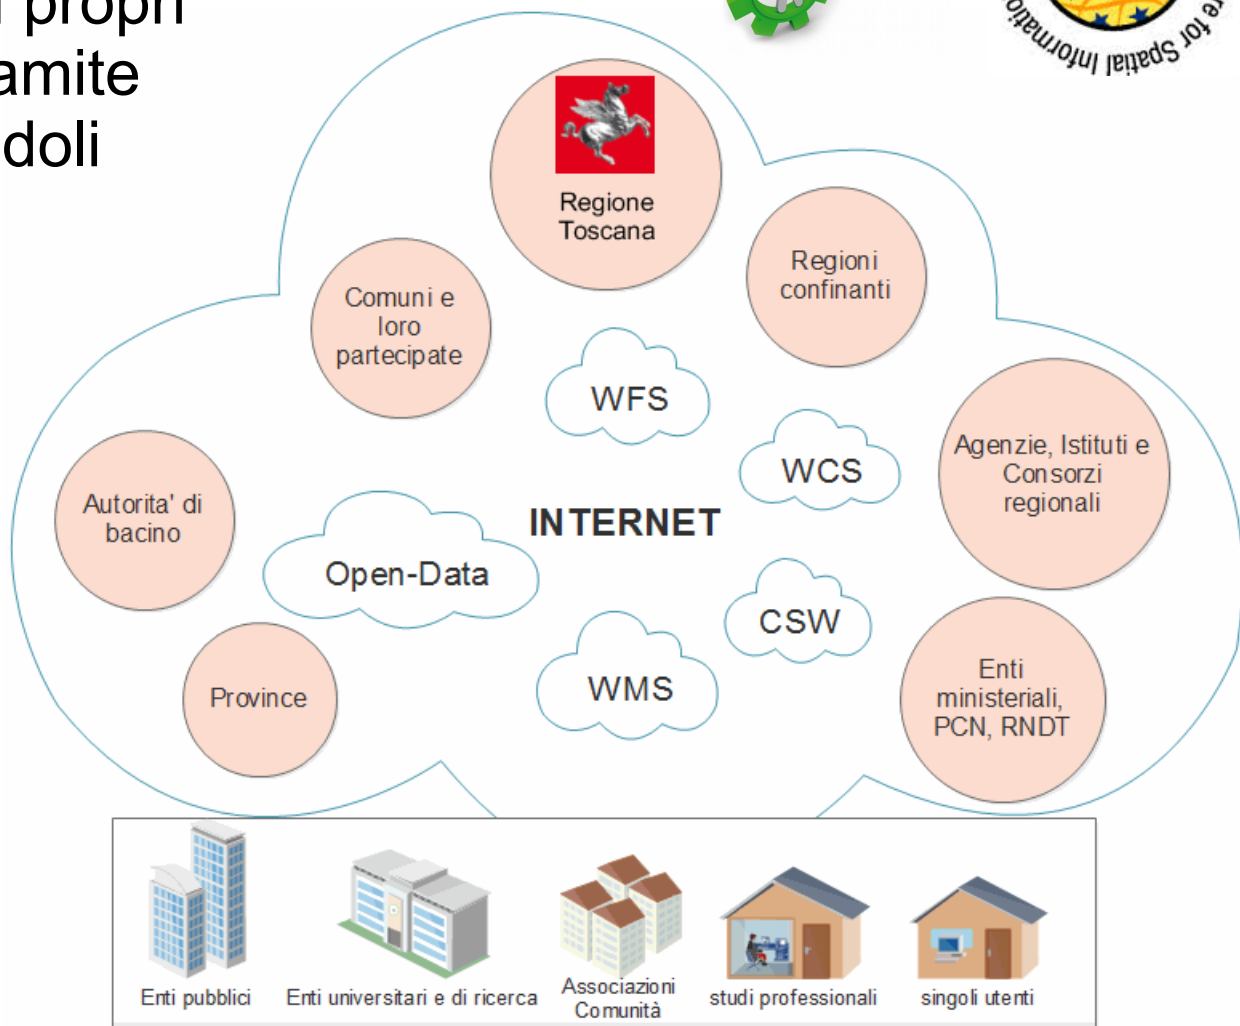 propri
amite
doli
re for Spatial Informatio
Regione
Toscana
Regioni
confinanti
Comuni e
loro
partecipate
WFS
WCS
Agenzie, Istituti e
Consorzi
regionali
Autorita' di
bacino
INTERNET
Open-Data
CSW
Enti
ministeriali,
PCN, RNDT
WMS
Province
Enti pubblici
Enti universitari e di ricerca
Associazioni
Comunità
studi professionali
singoli utenti